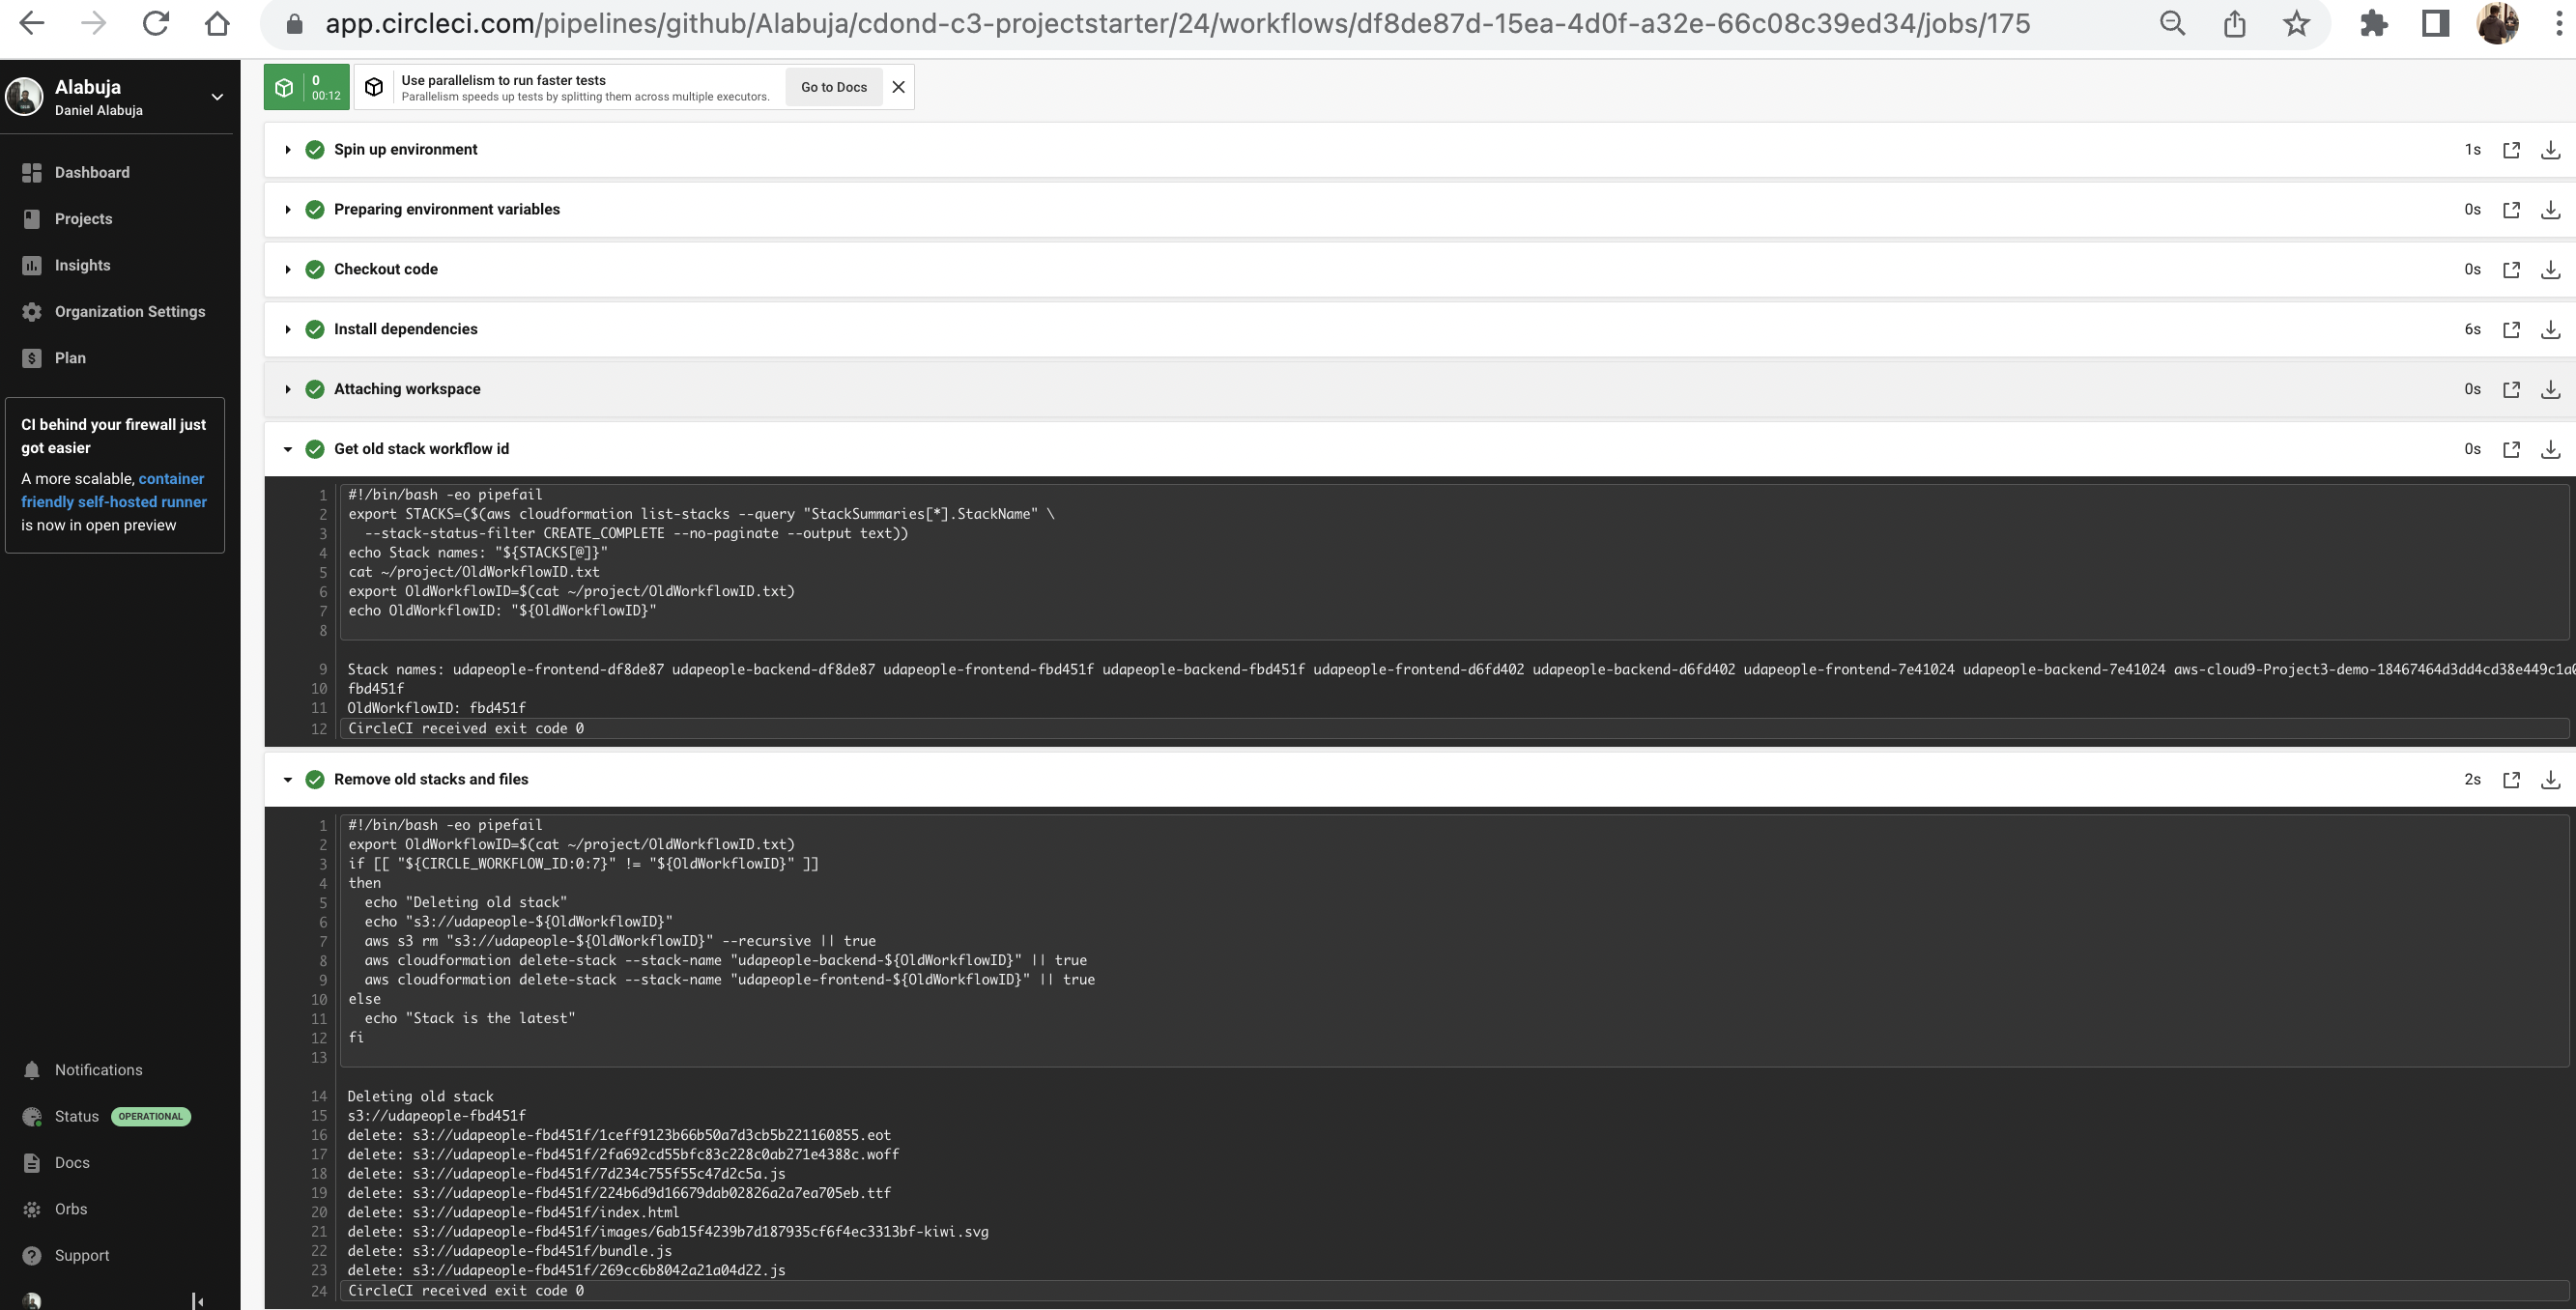 app.circleci.com/pipelines/github/Alabuja/cdond-c3-projectstarter/24/workflows/df8de87d-15ea-4d0f-a32e-66c08c39ed34/jobs/175
Alabuja
Daniel Alabuja
Dashboard
Projects
Insights
Organization Settings
Plan
CI behind your firewall just
got easier
A more scalable, container
friendly self-hosted runner
is now in open preview
Notifications
Status OPERATIONAL
Docs
Orbs
Support
0
00:12
Use parallelism to run faster tests
Parallelism speeds up tests by splitting them across multiple executors.
Go to Docs
Spin up environment 1s
Preparing environment variables 0s
Checkout code 0s
Install dependencies 6s
Attaching workspace 0s
Get old stack workflow id 0s
1 #!/bin/bash -eo pipefail
2 export STACKS=($(aws cloudformation list-stacks --query "StackSummaries[*].StackName" \
3   --stack-status-filter CREATE_COMPLETE --no-paginate --output text))
4 echo Stack names: "${STACKS[@]}"
5 cat ~/project/OldWorkflowID.txt
6 export OldWorkflowID=$(cat ~/project/OldWorkflowID.txt)
7 echo OldWorkflowID: "${OldWorkflowID}"
8
9 Stack names: udapeople-frontend-df8de87 udapeople-backend-df8de87 udapeople-frontend-fbd451f udapeople-backend-fbd451f udapeople-frontend-d6fd402 udapeople-backend-d6fd402 udapeople-frontend-7e41024 udapeople-backend-7e41024 aws-cloud9-Project3-demo-18467464d3dd4cd38e449c1a
10 fbd451f
11 OldWorkflowID: fbd451f
12 CircleCI received exit code 0
Remove old stacks and files 2s
1 #!/bin/bash -eo pipefail
2 export OldWorkflowID=$(cat ~/project/OldWorkflowID.txt)
3 if [[ "${CIRCLE_WORKFLOW_ID:0:7}" != "${OldWorkflowID}" ]]
4 then
5   echo "Deleting old stack"
6   echo "s3://udapeople-${OldWorkflowID}"
7   aws s3 rm "s3://udapeople-${OldWorkflowID}" --recursive || true
8   aws cloudformation delete-stack --stack-name "udapeople-backend-${OldWorkflowID}" || true
9   aws cloudformation delete-stack --stack-name "udapeople-frontend-${OldWorkflowID}" || true
10 else
11   echo "Stack is the latest"
12 fi
13
14 Deleting old stack
15 s3://udapeople-fbd451f
16 delete: s3://udapeople-fbd451f/1ceff9123b66b50a7d3cb5b221160855.eot
17 delete: s3://udapeople-fbd451f/2fa692cd55bfc83c228c0ab271e4388c.woff
18 delete: s3://udapeople-fbd451f/7d234c755f55c47d2c5a.js
19 delete: s3://udapeople-fbd451f/224b6d9d16679dab02826a2a7ea705eb.ttf
20 delete: s3://udapeople-fbd451f/index.html
21 delete: s3://udapeople-fbd451f/images/6ab15f4239b7d187935cf6f4ec3313bf-kiwi.svg
22 delete: s3://udapeople-fbd451f/bundle.js
23 delete: s3://udapeople-fbd451f/269cc6b8042a21a04d22.js
24 CircleCI received exit code 0